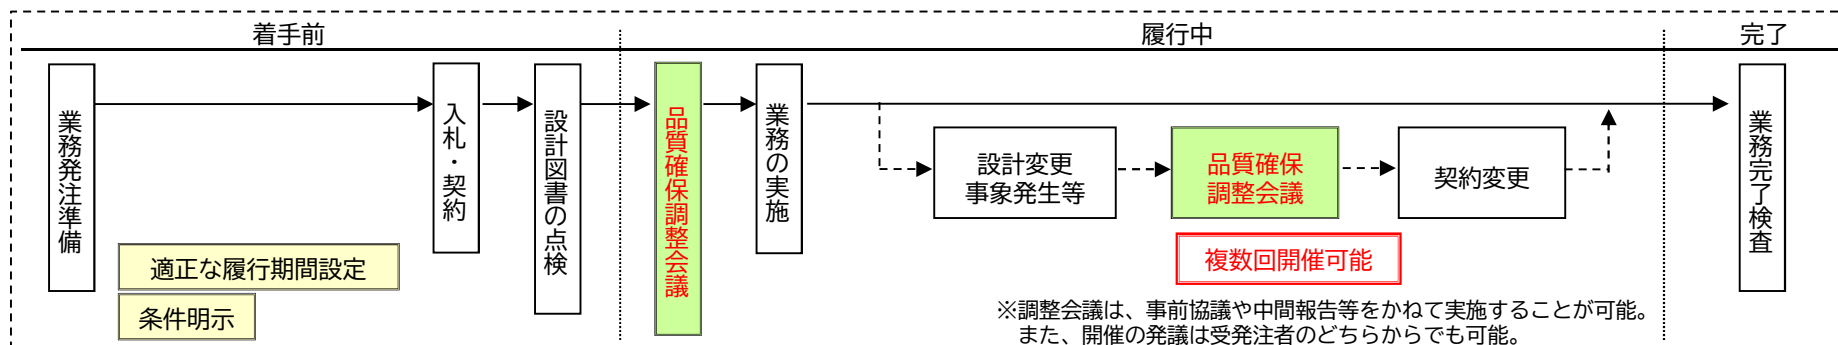 着手前
履行中
完了
業務発注準備
入札・契約
設計図書の点検
品質確保調整会議
業務の実施
設計変更
事象発生等
品質確保
調整会議
契約変更
業務完了検査
適正な履行期間設定
条件明示
複数回開催可能
※調整会議は、事前協議や中間報告等をかねて実施することが可能。
また、開催の発議は受発注者のどちらからでも可能。